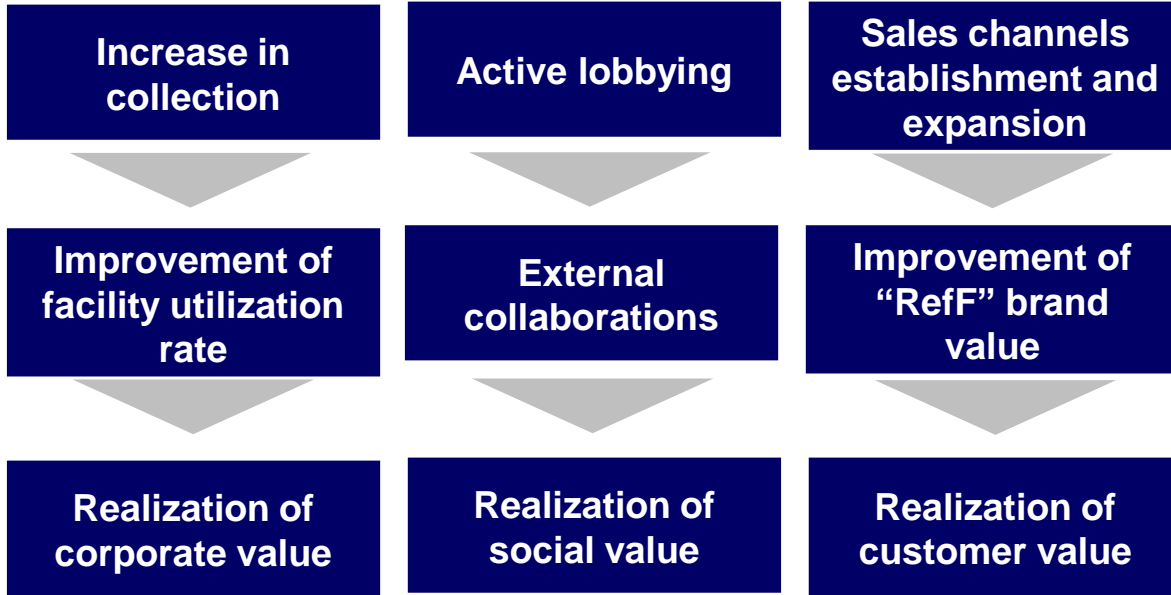 Increase in
collection
Active lobbying
Sales channels
establishment and
expansion
Improvement of
facility utilization
rate
External
collaborations
Improvement of
“RefF” brand
value
Realization of
corporate value
Realization of
social value
Realization of
customer value